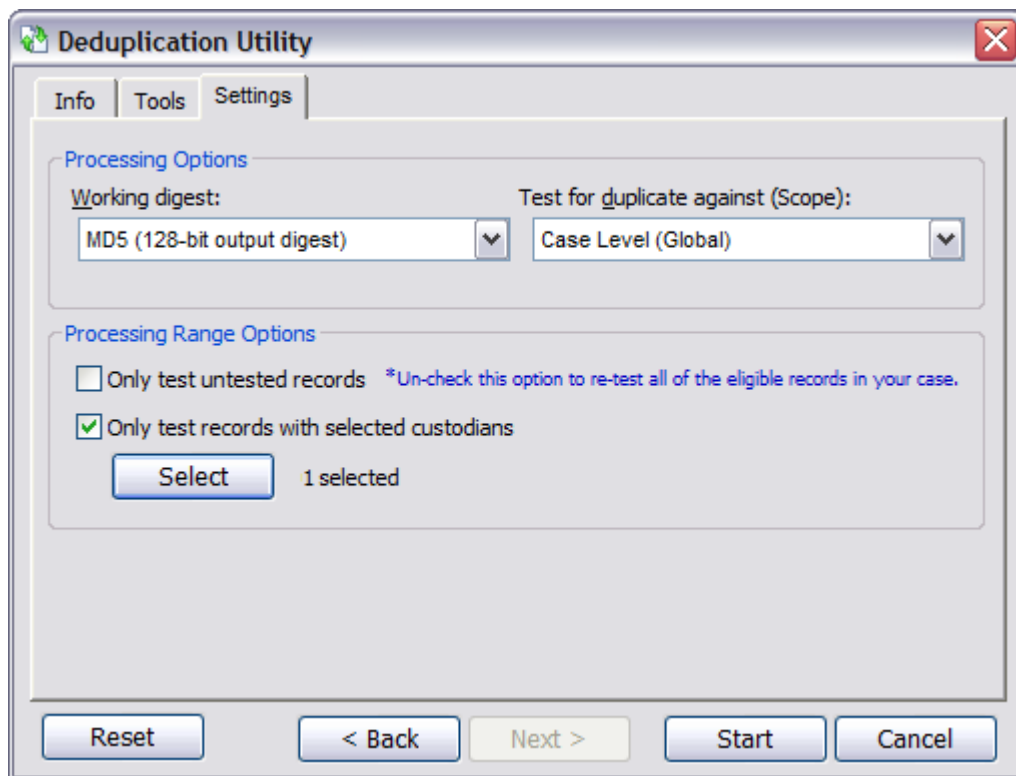 Deduplication Utility
Info Tools Settings
Processing Options
Working digest: Test for duplicate against (Scope):
MD5 (128-bit output digest) Case Level (Global)
Processing Range Options
Only test untested records *Un-check this option to re-test all of the eligible records in your case.
Only test records with selected custodians
Select 1 selected
Reset < Back Next > Start Cancel